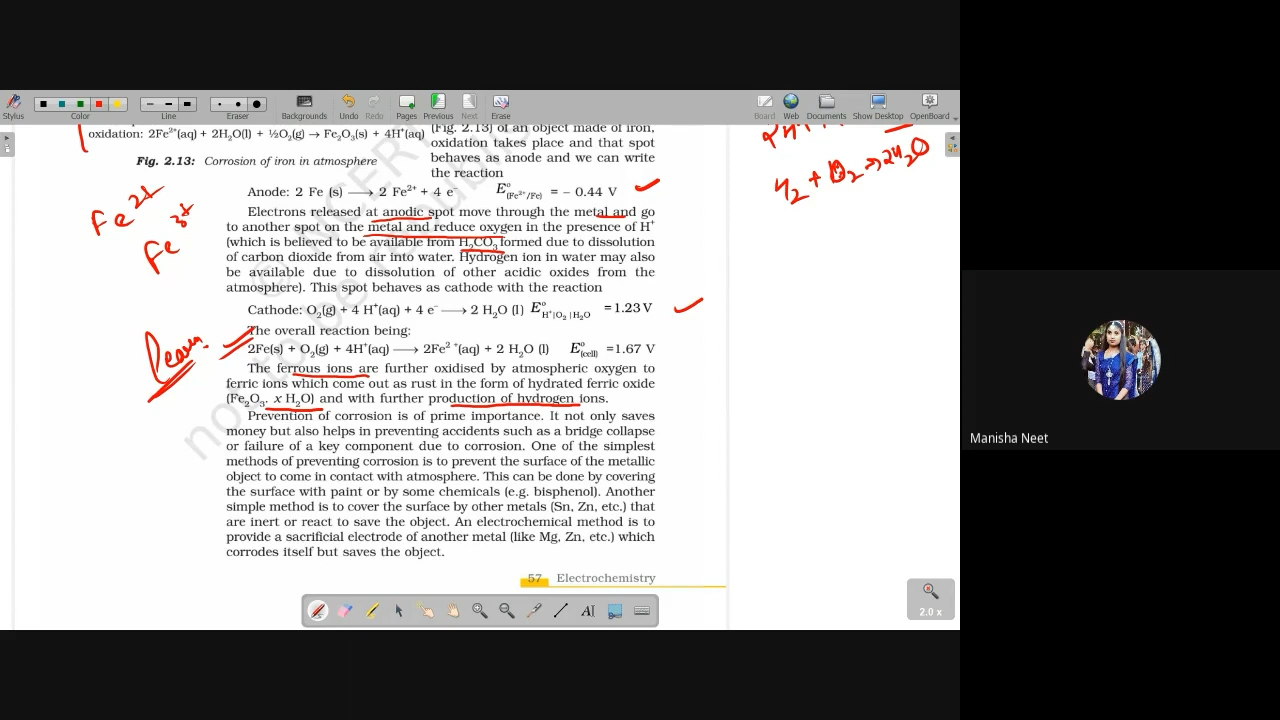 Stylus
Color
Line
Eraser
Backgrounds
Undo
Redo
Pages
Previous
Next
Erase
Board
Web
Documents
Show Desktop
OpenBoard
oxidation: 2Fe²⁺(aq) + 2H₂O(l) + ½O₂(g) → Fe₂O₃(s) + 4H⁺(aq)
Fig. 2.13: Corrosion of iron in atmosphere
(Fig. 2.13) of an object made of iron,
oxidation takes place and that spot
behaves as anode and we can write
the reaction
Anode: 2 Fe (s) ⟶ 2 Fe²⁺ + 4 e⁻ E°(Fe²⁺/Fe) = – 0.44 V
Electrons released at anodic spot move through the metal and go
to another spot on the metal and reduce oxygen in the presence of H⁺
(which is believed to be available from H₂CO₃ formed due to dissolution
of carbon dioxide from air into water. Hydrogen ion in water may also
be available due to dissolution of other acidic oxides from the
atmosphere). This spot behaves as cathode with the reaction
Cathode: O₂(g) + 4 H⁺(aq) + 4 e⁻ ⟶ 2 H₂O (l) E°H⁺|O₂|H₂O =1.23 V
The overall reaction being:
2Fe(s) + O₂(g) + 4H⁺(aq) ⟶ 2Fe²⁺(aq) + 2 H₂O (l) E°(cell) =1.67 V
The ferrous ions are further oxidised by atmospheric oxygen to
ferric ions which come out as rust in the form of hydrated ferric oxide
(Fe₂O₃. x H₂O) and with further production of hydrogen ions.
Prevention of corrosion is of prime importance. It not only saves
money but also helps in preventing accidents such as a bridge collapse
or failure of a key component due to corrosion. One of the simplest
methods of preventing corrosion is to prevent the surface of the metallic
object to come in contact with atmosphere. This can be done by covering
the surface with paint or by some chemicals (e.g. bisphenol). Another
simple method is to cover the surface by other metals (Sn, Zn, etc.) that
are inert or react to save the object. An electrochemical method is to
provide a sacrificial electrode of another metal (like Mg, Zn, etc.) which
corrodes itself but saves the object.
57 Electrochemistry
© NCERT
not to be republis
Fe²⁺
Fe³⁺
Learn.
H₂ + O₂ → 2H₂O
2.0 x
Manisha Neet